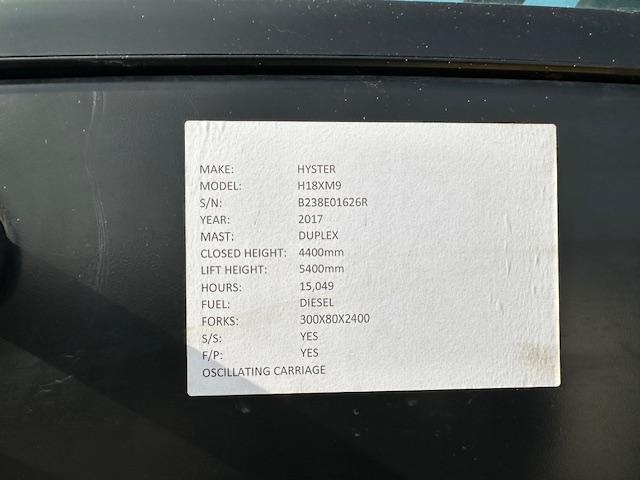 MAKE: HYSTER
MODEL: H18XM9
S/N: B238E01626R
YEAR: 2017
MAST: DUPLEX
CLOSED HEIGHT: 4400mm
LIFT HEIGHT: 5400mm
HOURS: 15,049
FUEL: DIESEL
FORKS: 300X80X2400
S/S: YES
F/P: YES
OSCILLATING CARRIAGE